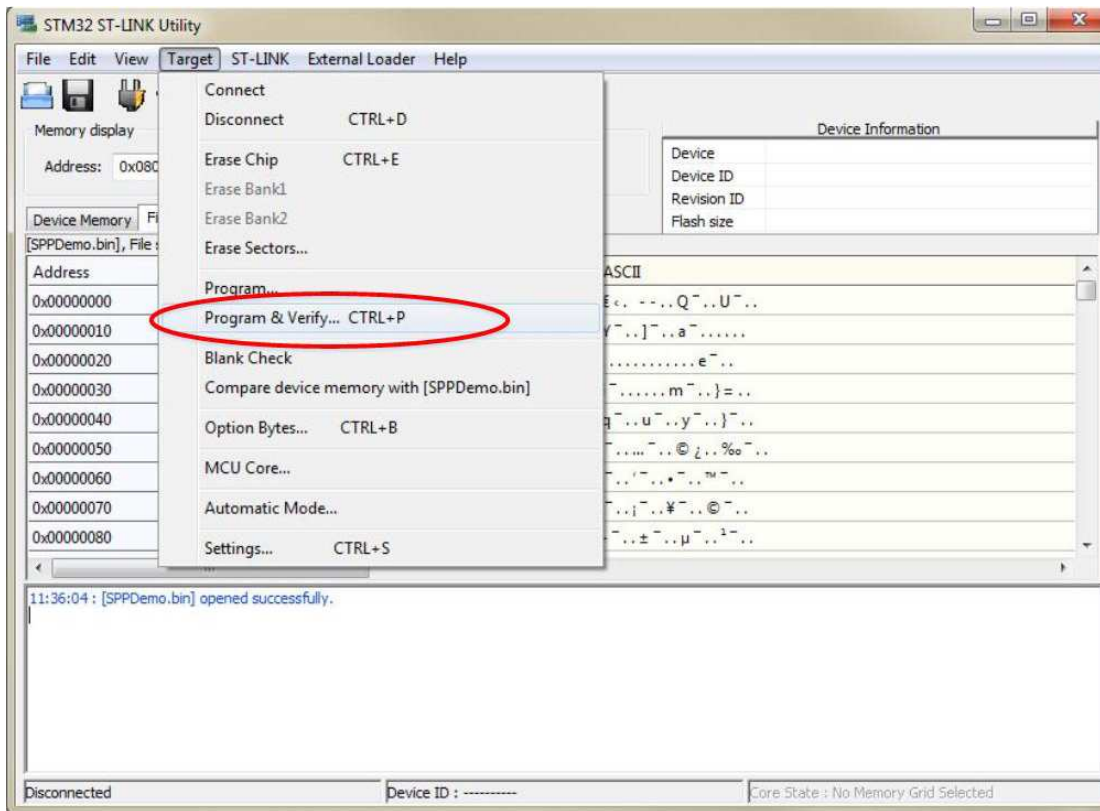 STM32 ST-LINK Utility
File Edit View Target ST-LINK External Loader Help
Memory display
Address: 0x080
Device Information
Device
Device ID
Revision ID
Flash size
Connect
Disconnect CTRL+D
Erase Chip CTRL+E
Erase Bank1
Erase Bank2
Erase Sectors...
Program...
Program & Verify... CTRL+P
Blank Check
Compare device memory with [SPPDemo.bin]
Option Bytes... CTRL+B
MCU Core...
Automatic Mode...
Settings... CTRL+S
Device Memory
[SPPDemo.bin], File
Address ASCII
0x00000000
0x00000010
0x00000020
0x00000030
0x00000040
0x00000050
0x00000060
0x00000070
0x00000080
11:36:04 : [SPPDemo.bin] opened successfully.
Disconnected Device ID : ---------- Core State : No Memory Grid Selected